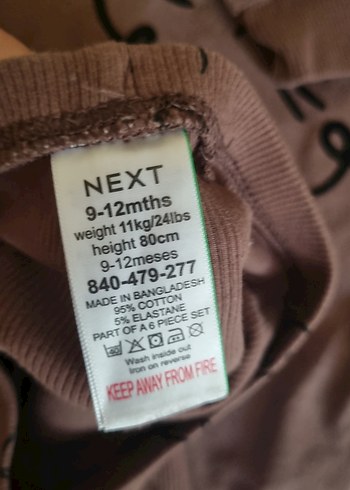 NEXT
9-12mths
weight 11kg/24lbs
height 80cm
9-12meses
840-479-277
MADE IN BANGLADESH
95% COTTON
5% ELASTANE
PART OF A 6 PIECE SET
40
Wash inside out
Iron on reverse
KEEP AWAY FROM FIRE